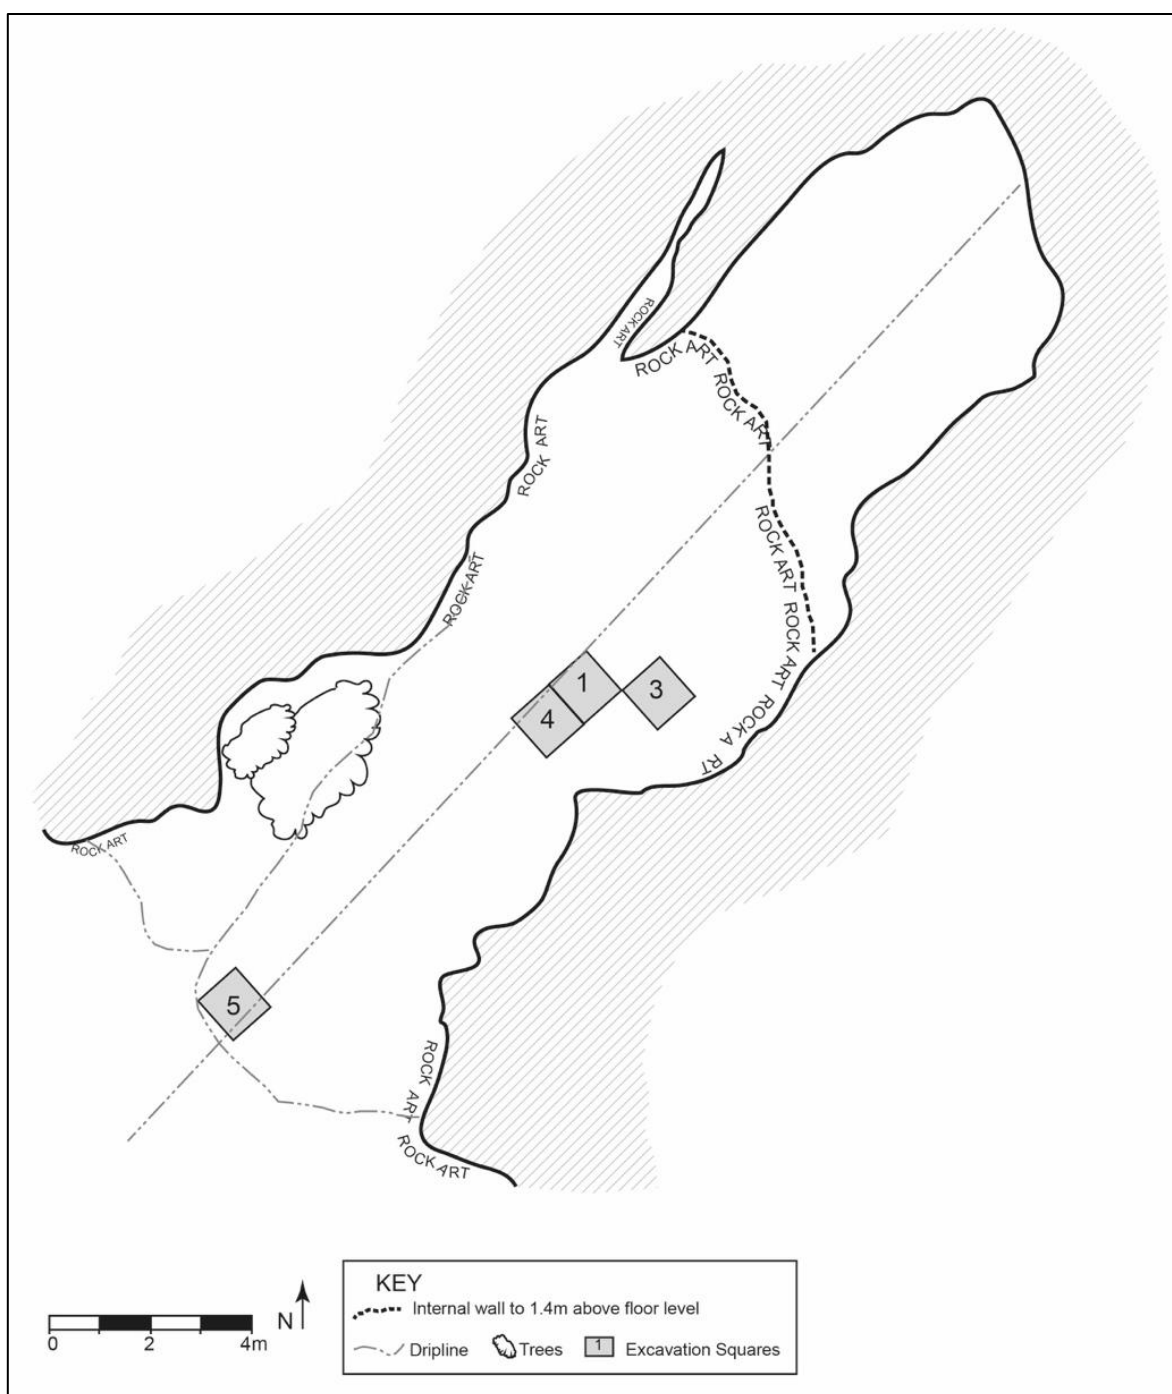 ROCK ART
ROCK ART ROCK ART
ROCK ART
ROCK ART
ROCK ART ROCK ART ROCK A RT
1
3
4
ROCK ART
5
ROCK ART
ROCK ART
KEY
Internal wall to 1.4m above floor level
Dripline
Trees
1
Excavation Squares
0
2
4m
N